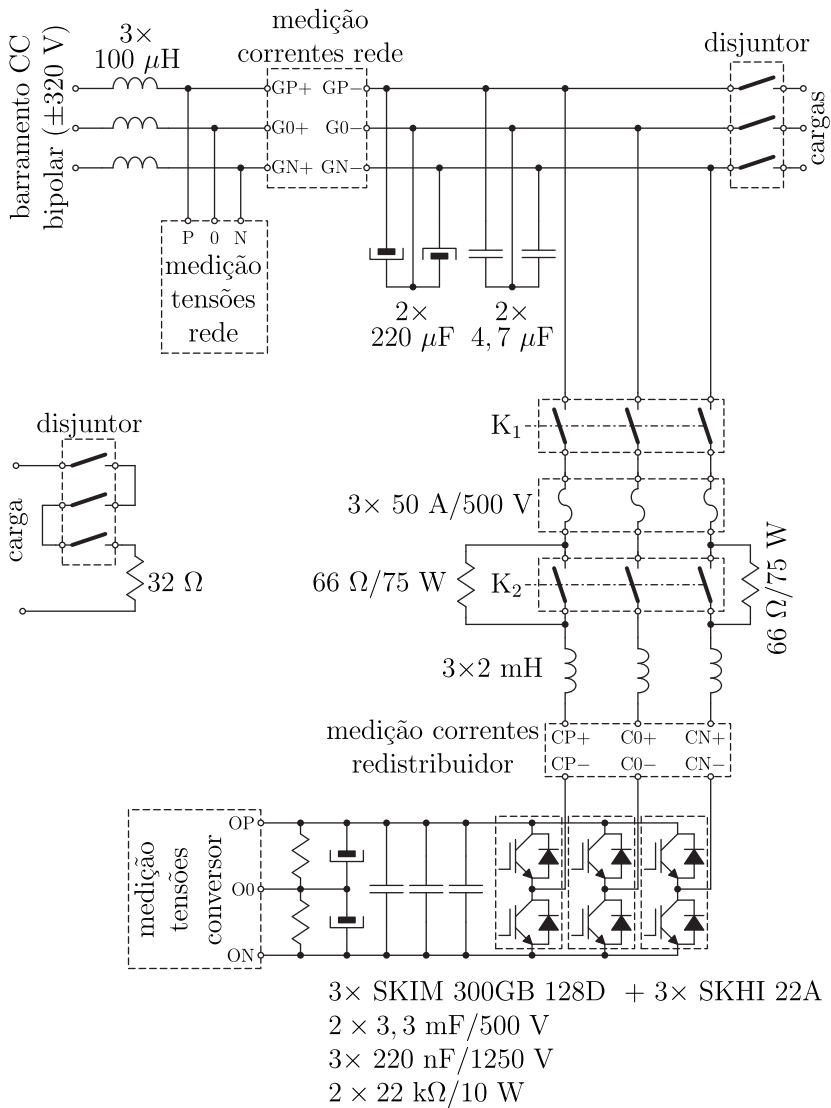 medição
correntes rede
3×
100 μH
disjuntor
barramento CC
bipolar (±320 V)
GP+ GP−
G0+ G0−
GN+ GN−
cargas
P 0 N
medição
tensões
rede
2×
220 μF
2×
4, 7 μF
disjuntor
carga
32 Ω
K1
3× 50 A/500 V
66 Ω/75 W
K2
66 Ω/75 W
3×2 mH
medição correntes
redistribuidor
CP+ C0+ CN+
CP− C0− CN−
medição
tensões
conversor
OP
O0
ON
3× SKIM 300GB 128D + 3× SKHI 22A
2 × 3, 3 mF/500 V
3× 220 nF/1250 V
2 × 22 kΩ/10 W